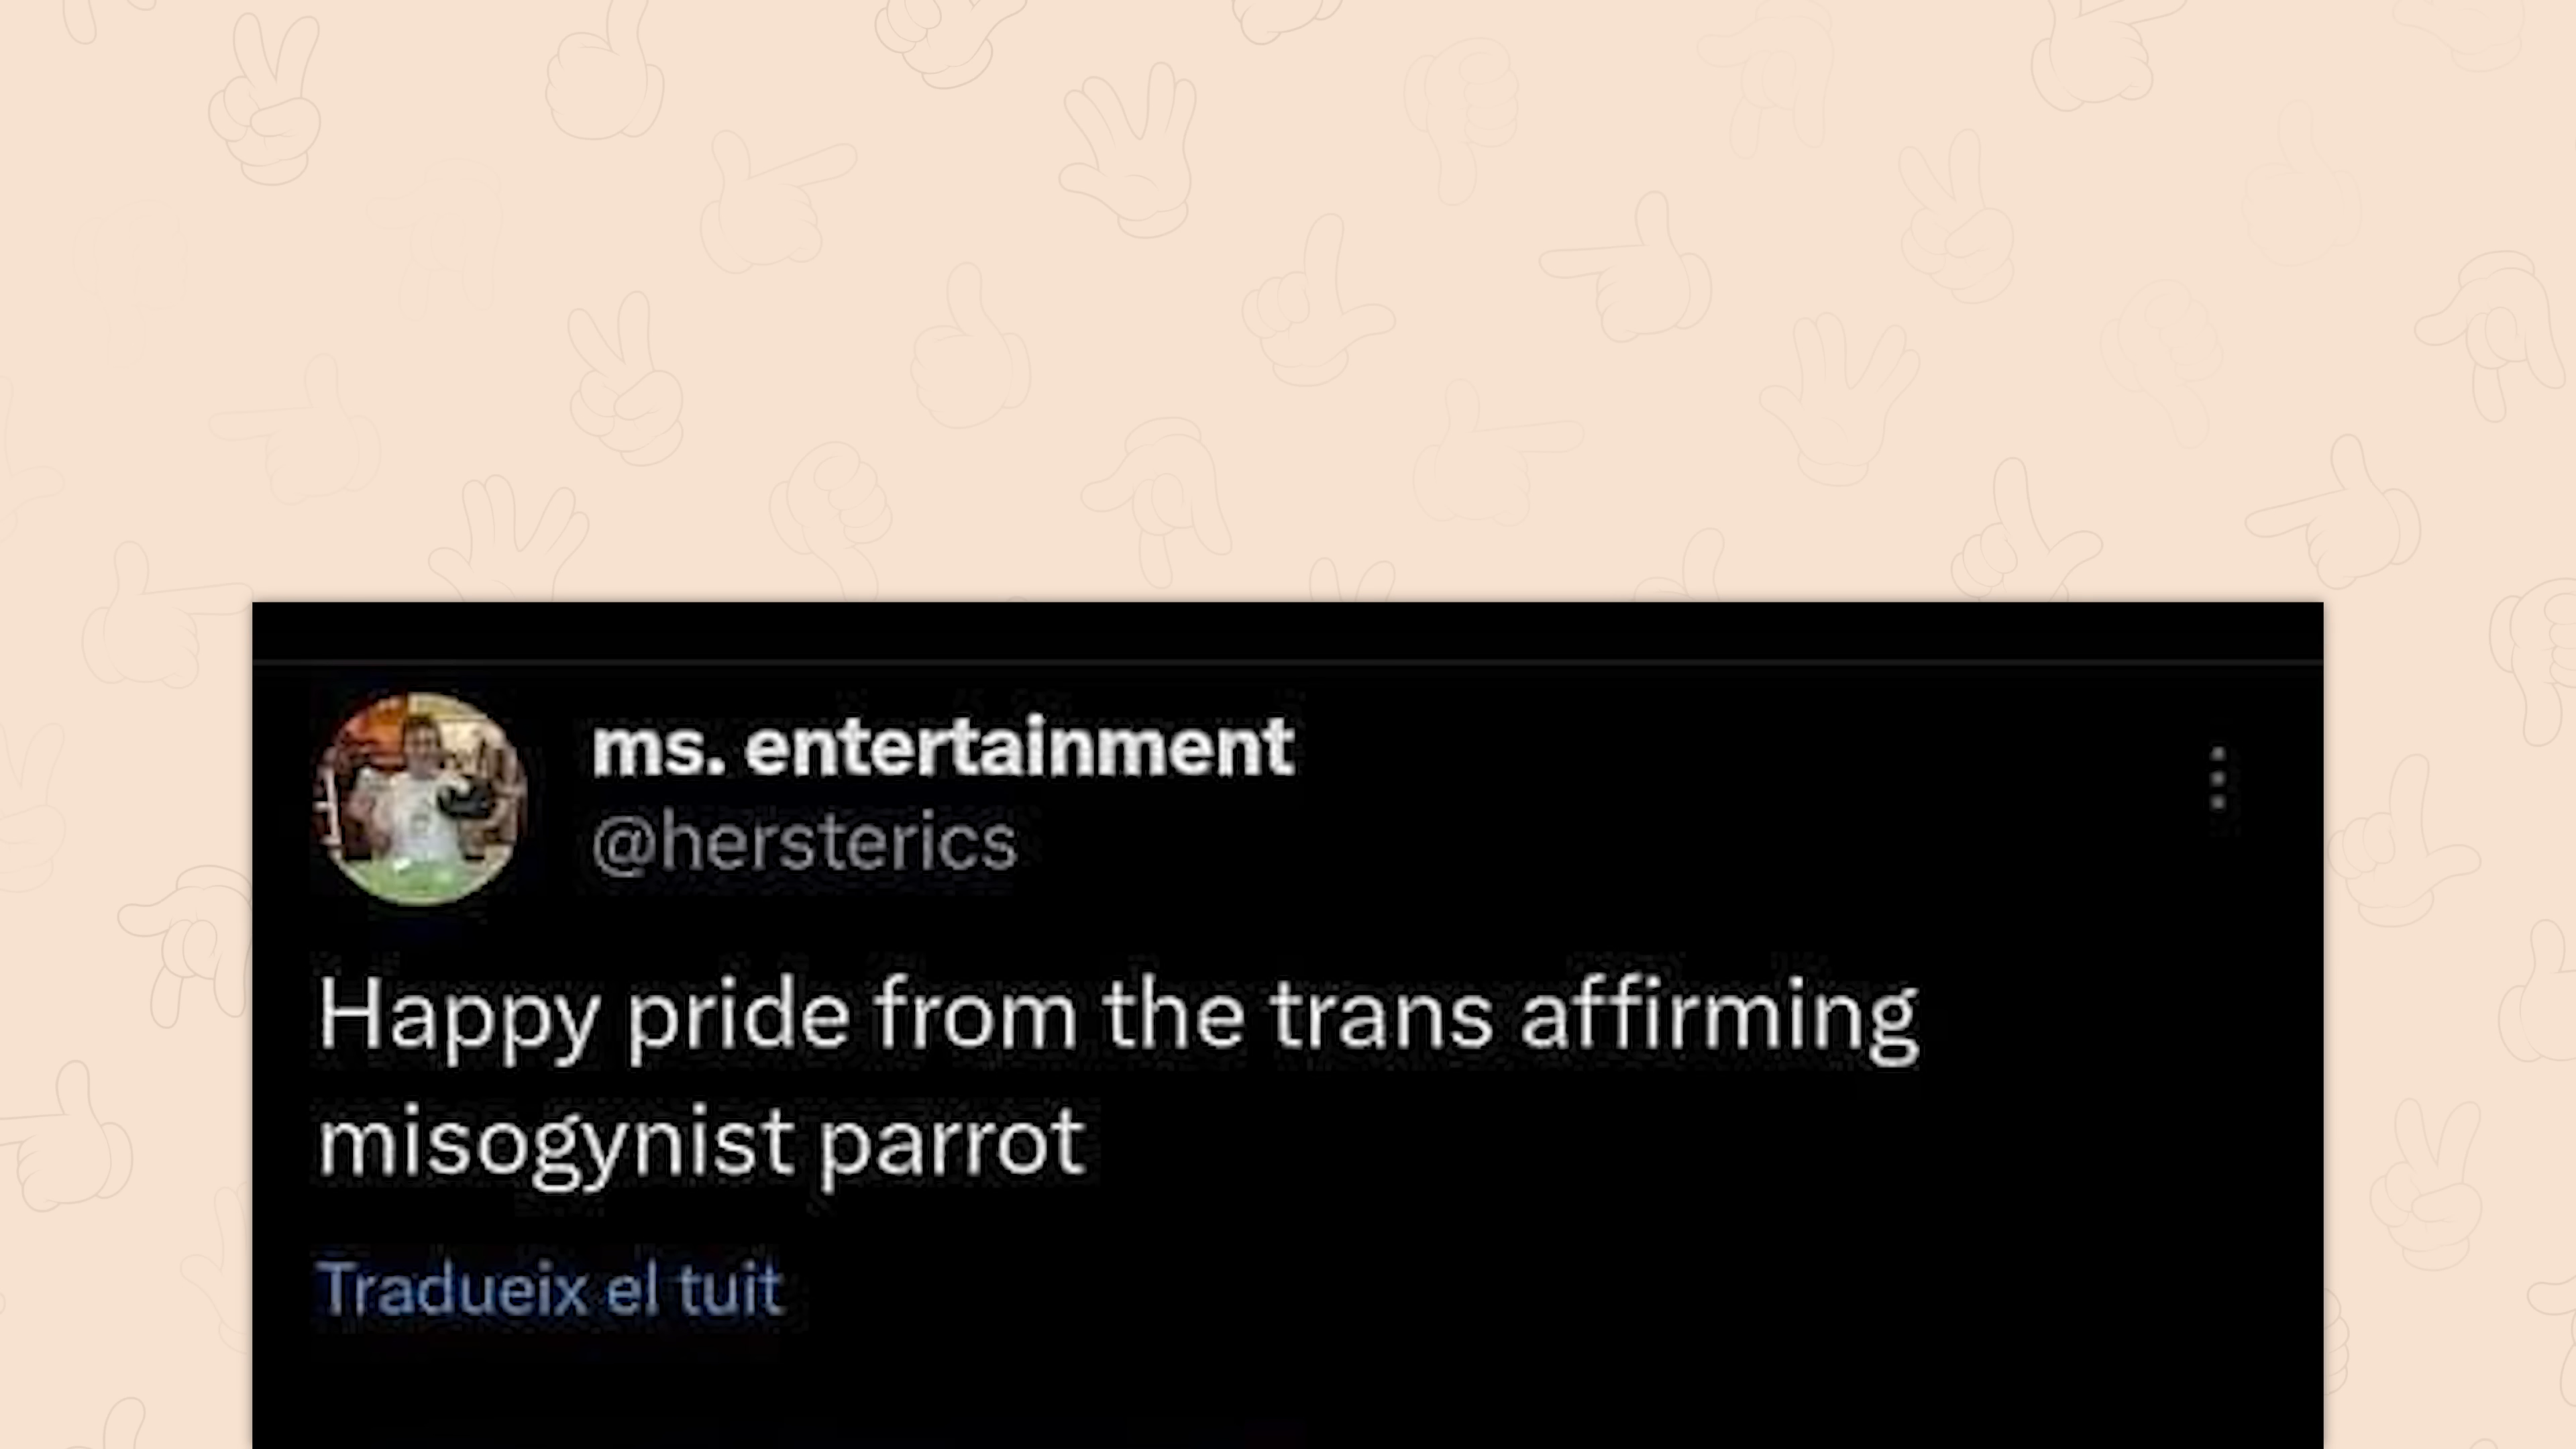 ms. entertainment
@hersterics
Happy pride from the trans affirming
misogynist parrot
Tradueix el tuit